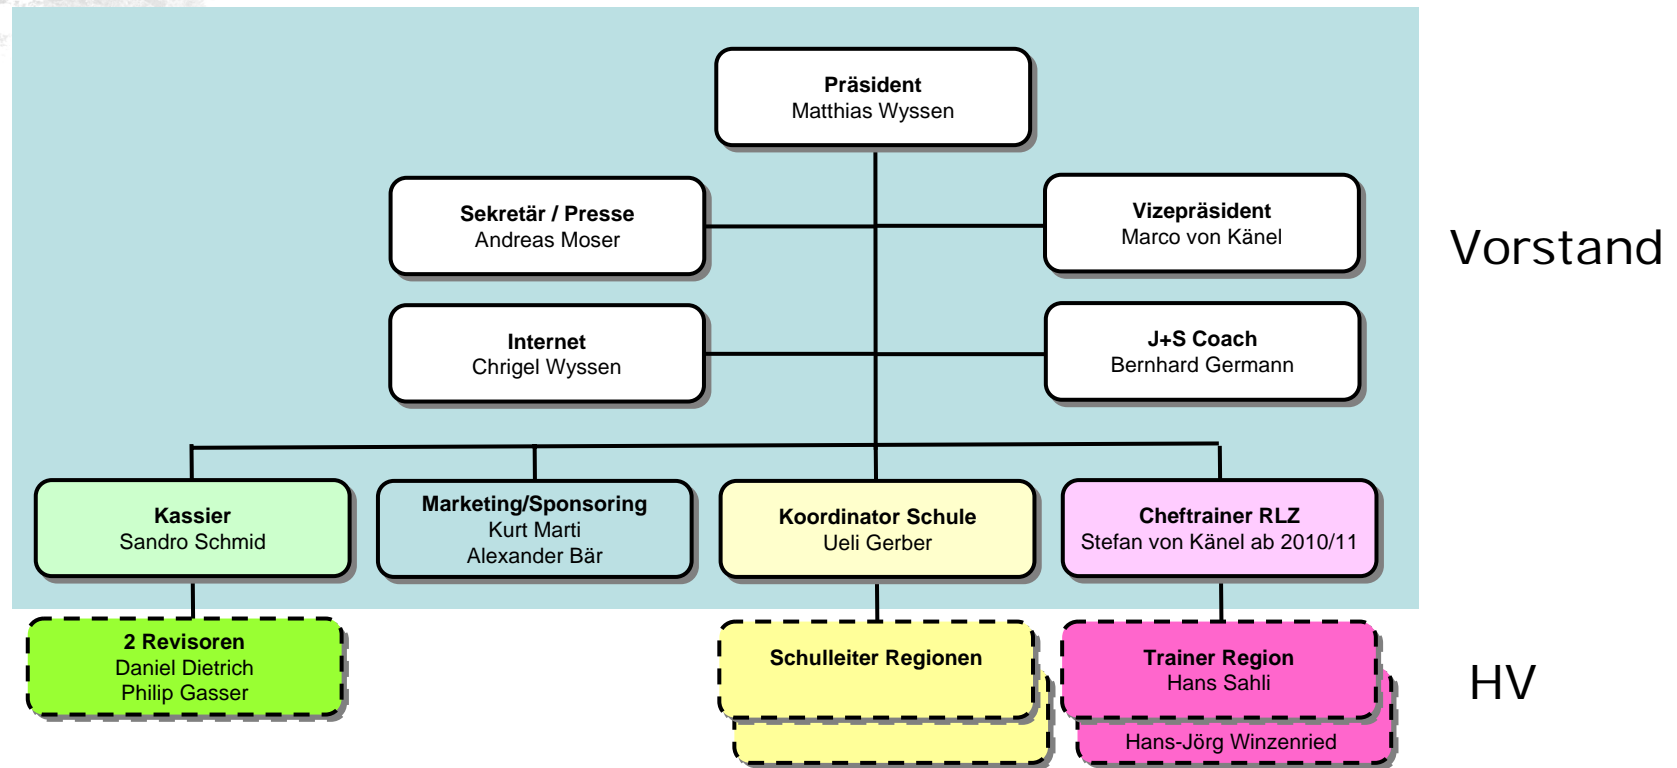 Präsident
Matthias Wyssen
Sekretär / Presse
Andreas Moser
Vizepräsident
Marco von Känel
Vorstand
Internet
Chrigel Wyssen
J+S Coach
Bernhard Germann
Kassier
Sandro Schmid
Marketing/Sponsoring
Kurt Marti
Alexander Bär
Koordinator Schule
Ueli Gerber
Cheftrainer RLZ
Stefan von Känel ab 2010/11
2 Revisoren
Daniel Dietrich
Philip Gasser
Schulleiter Regionen
Trainer Region
Hans Sahli
Hans-Jörg Winzenried
HV